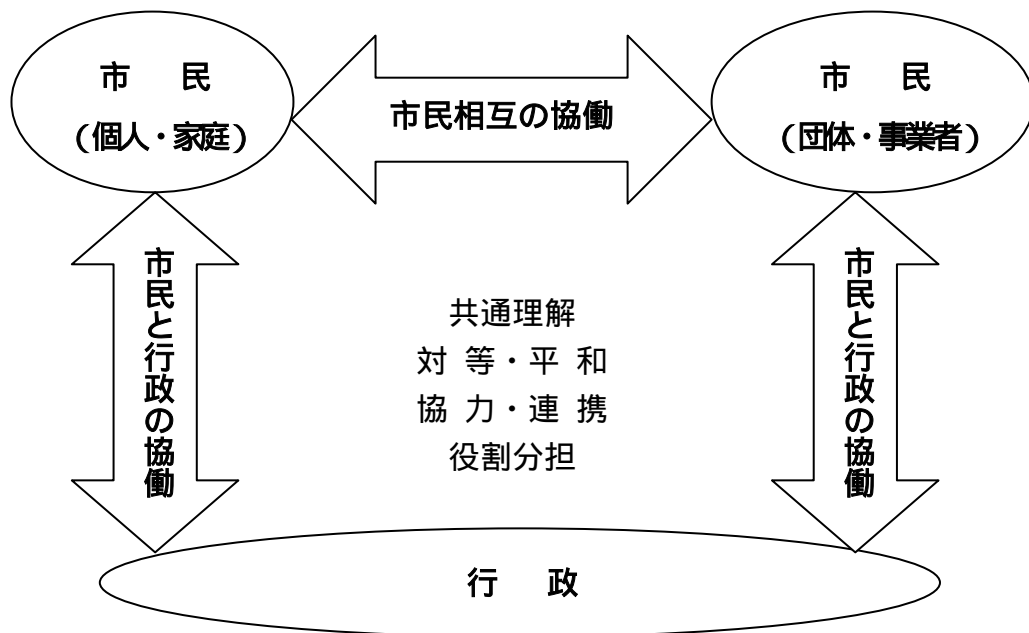 市　民
（個人・家庭）
市民相互の協働
市　民
（団体・事業者）
市民と行政の協働
共通理解
対 等・平 和
協 力・連 携
役割分担
市民と行政の協働
行　政